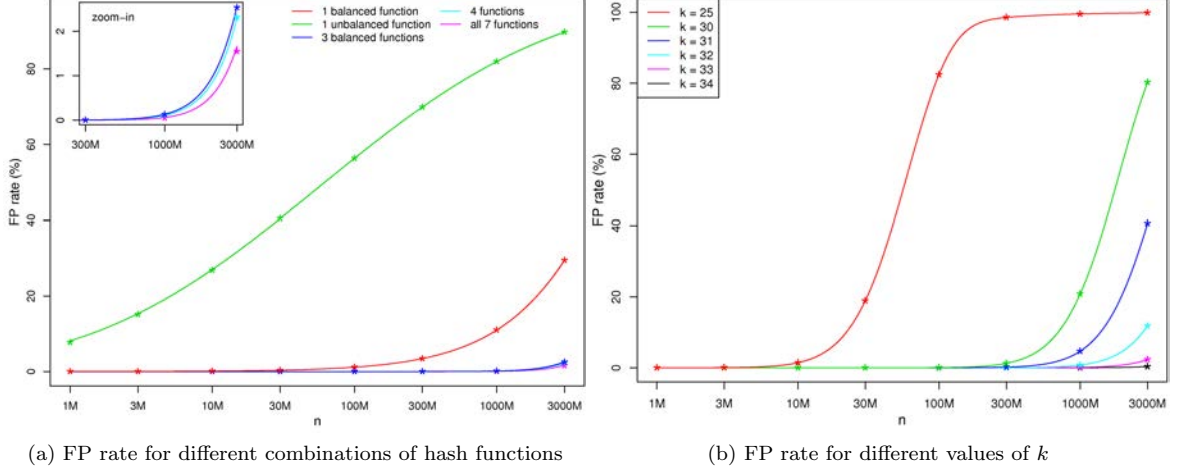 zoom-in
0 1 2
300M 1000M 3000M
1 balanced function
1 unbalanced function
3 balanced functions
4 functions
all 7 functions
FP rate (%)
0 20 40 60 80
1M 3M 10M 30M 100M 300M 1000M 3000M
n
(a) FP rate for different combinations of hash functions
k = 25
k = 30
k = 31
k = 32
k = 33
k = 34
FP rate (%)
0 20 40 60 80 100
1M 3M 10M 30M 100M 300M 1000M 3000M
n
(b) FP rate for different values of k